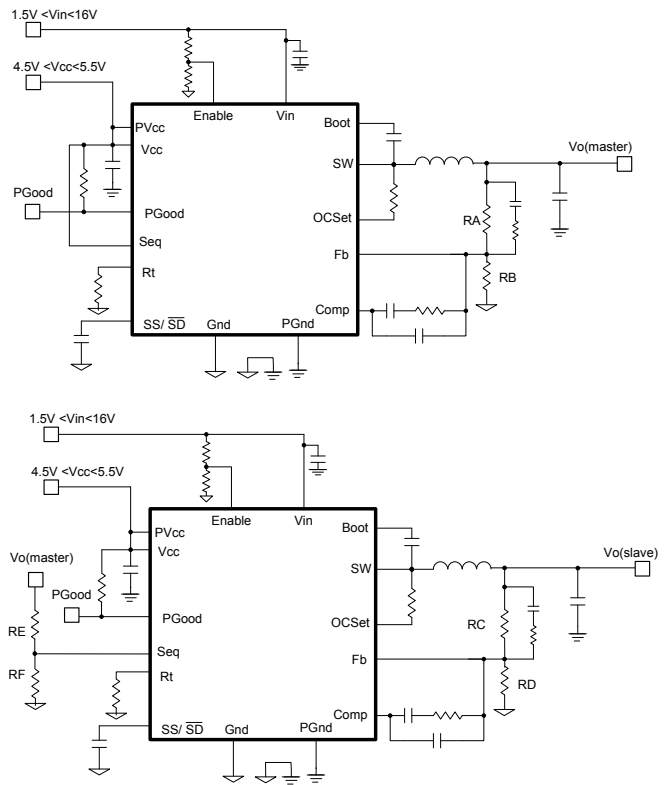 1.5V <Vin<16V
4.5V <Vcc<5.5V
Enable
Vin
PVcc
Boot
Vcc
Vo(master)
SW
PGood
PGood
OCSet
RA
Seq
Fb
Rt
RB
Comp
SS/ SD
Gnd
PGnd
1.5V <Vin<16V
4.5V <Vcc<5.5V
Enable
Vin
PVcc
Boot
Vo(master)
Vcc
Vo(slave)
SW
PGood
PGood
OCSet
RE
RC
Seq
Fb
RF
Rt
RD
Comp
SS/ SD
Gnd
PGnd